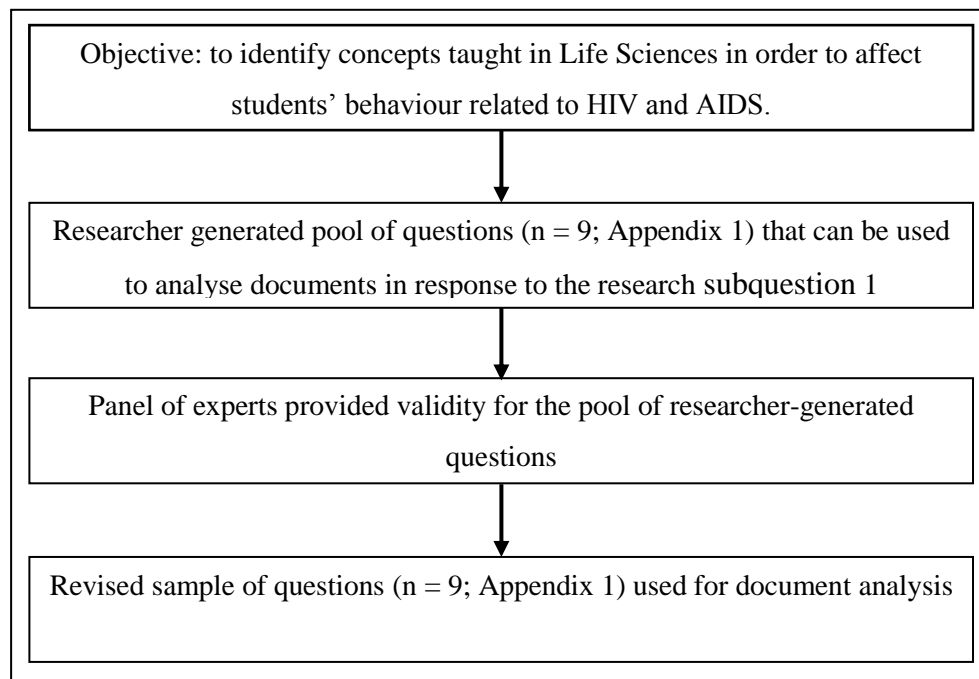 Objective: to identify concepts taught in Life Sciences in order to affect
students’ behaviour related to HIV and AIDS.
Researcher generated pool of questions (n = 9; Appendix 1) that can be used
to analyse documents in response to the research subquestion 1
Panel of experts provided validity for the pool of researcher-generated
questions
Revised sample of questions (n = 9; Appendix 1) used for document analysis